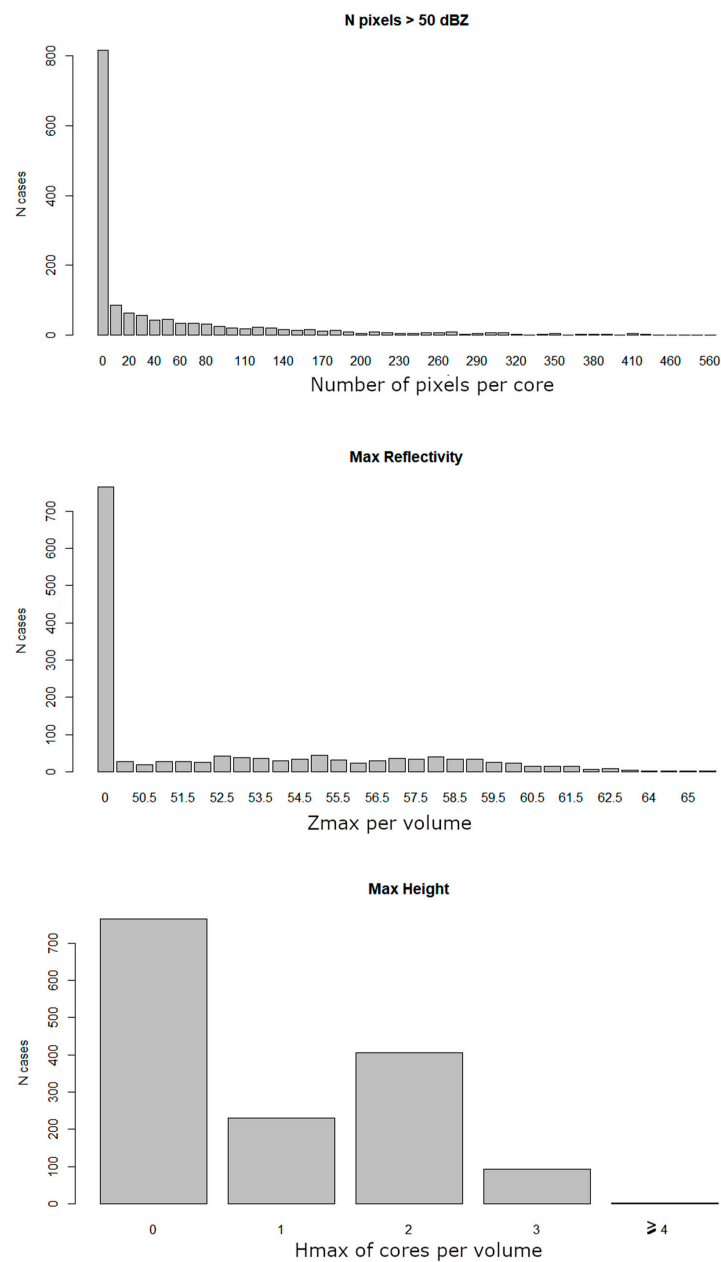 N pixels > 50 dBZ
800
600
400
200
0
N cases
0 20 40 60 80 110 140 170 200 230 260 290 320 350 380 410 460 560
Number of pixels per core
Max Reflectivity
700
600
500
400
300
200
100
0
N cases
0 50.5 51.5 52.5 53.5 54.5 55.5 56.5 57.5 58.5 59.5 60.5 61.5 62.5 64 65
Zmax per volume
Max Height
700
600
500
400
300
200
100
0
N cases
0 1 2 3 ⩾ 4
Hmax of cores per volume